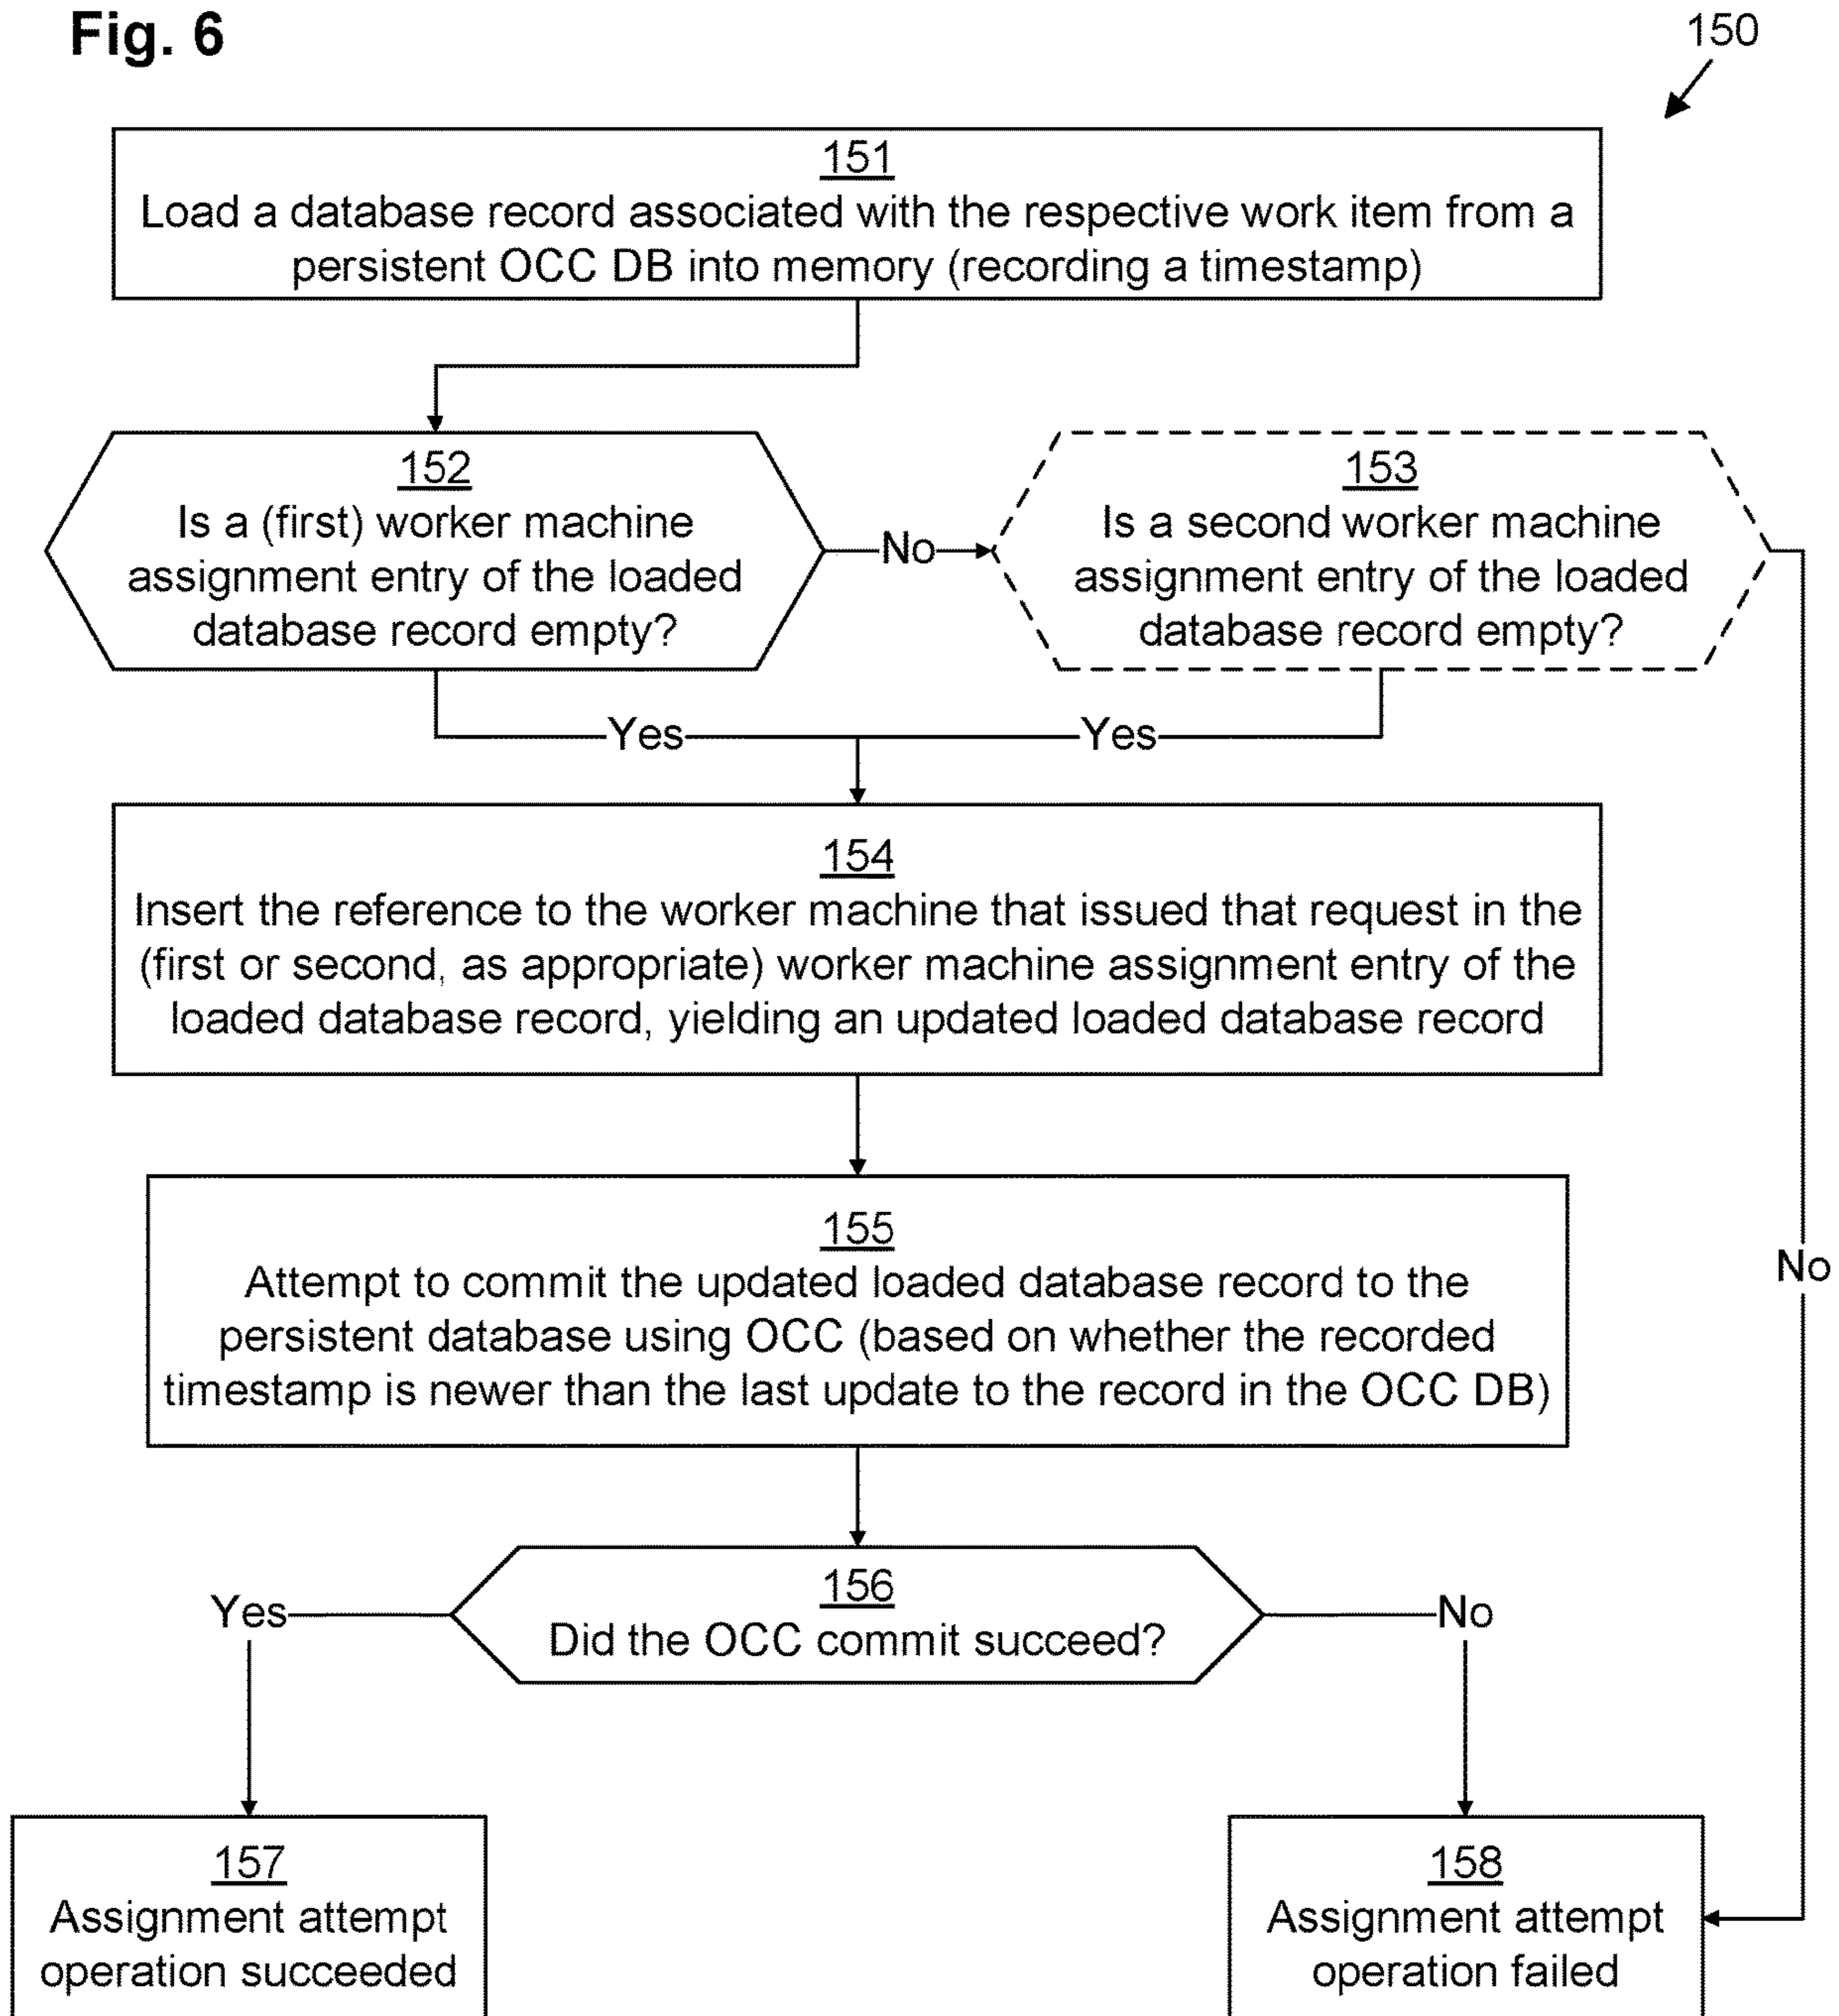 Fig. 6
150
151
Load a database record associated with the respective work item from a
persistent OCC DB into memory (recording a timestamp)
152
Is a (first) worker machine
assignment entry of the loaded
database record empty?
No
153
Is a second worker machine
assignment entry of the loaded
database record empty?
Yes
Yes
154
Insert the reference to the worker machine that issued that request in the
(first or second, as appropriate) worker machine assignment entry of the
loaded database record, yielding an updated loaded database record
155
Attempt to commit the updated loaded database record to the
persistent database using OCC (based on whether the recorded
timestamp is newer than the last update to the record in the OCC DB)
No
156
Did the OCC commit succeed?
Yes
No
157
Assignment attempt
operation succeeded
158
Assignment attempt
operation failed